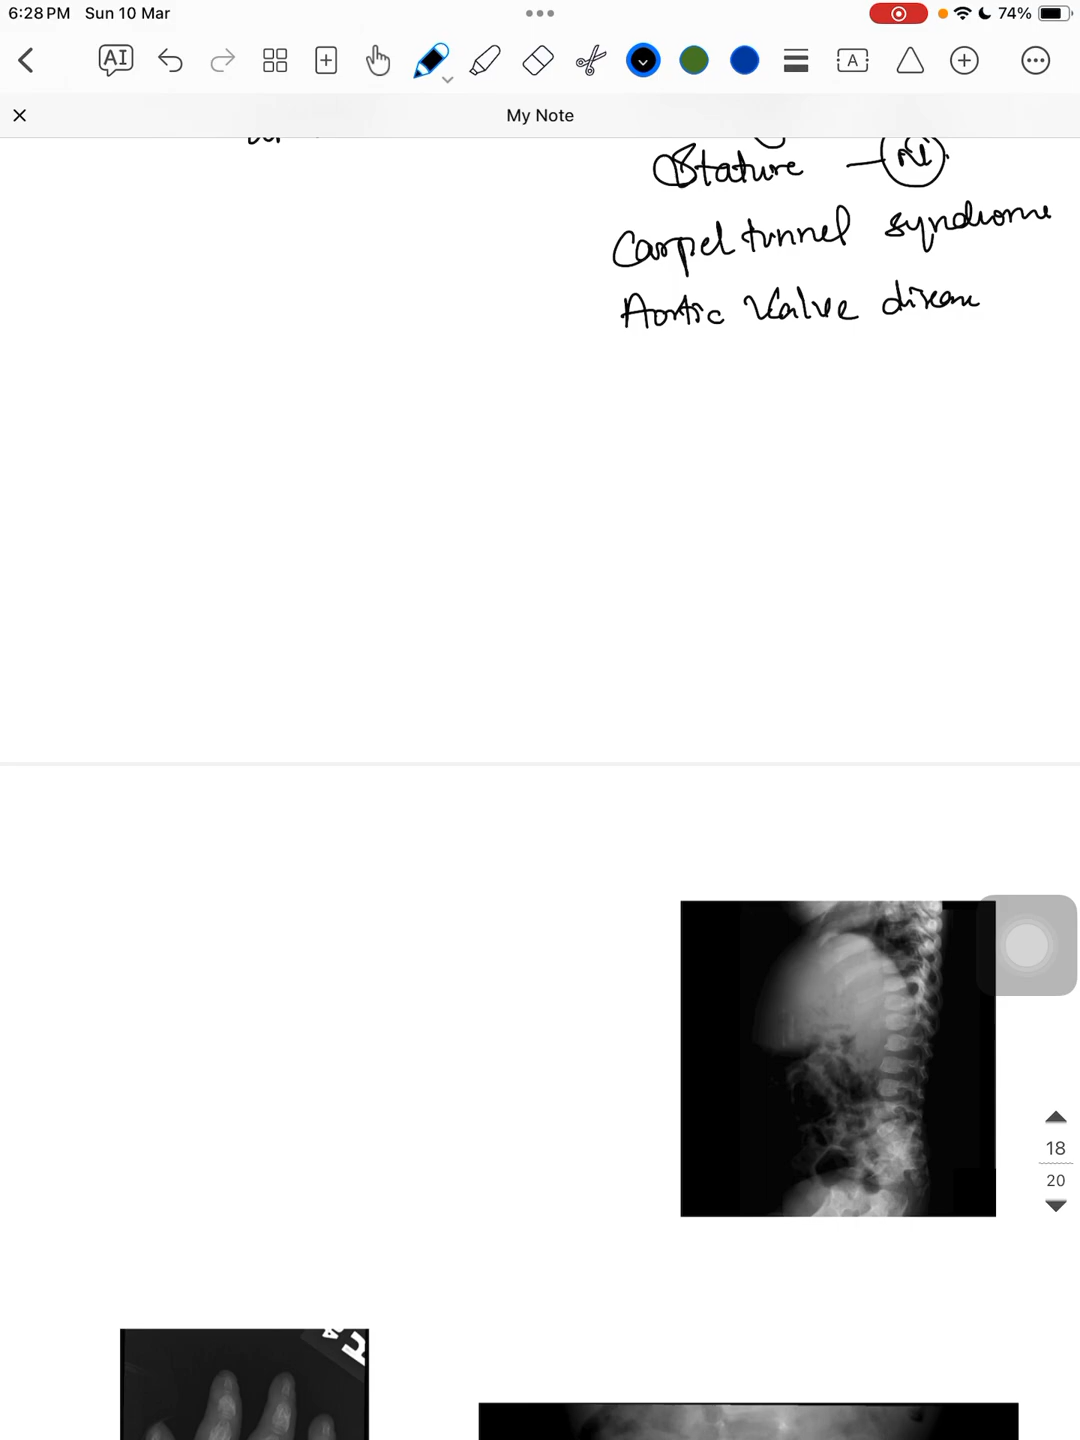 6:28 PM Sun 10 Mar 74%
AI A
My Note
Stature — Nl
Carpel tunnel syndrome
Aortic Valve disease
18
20